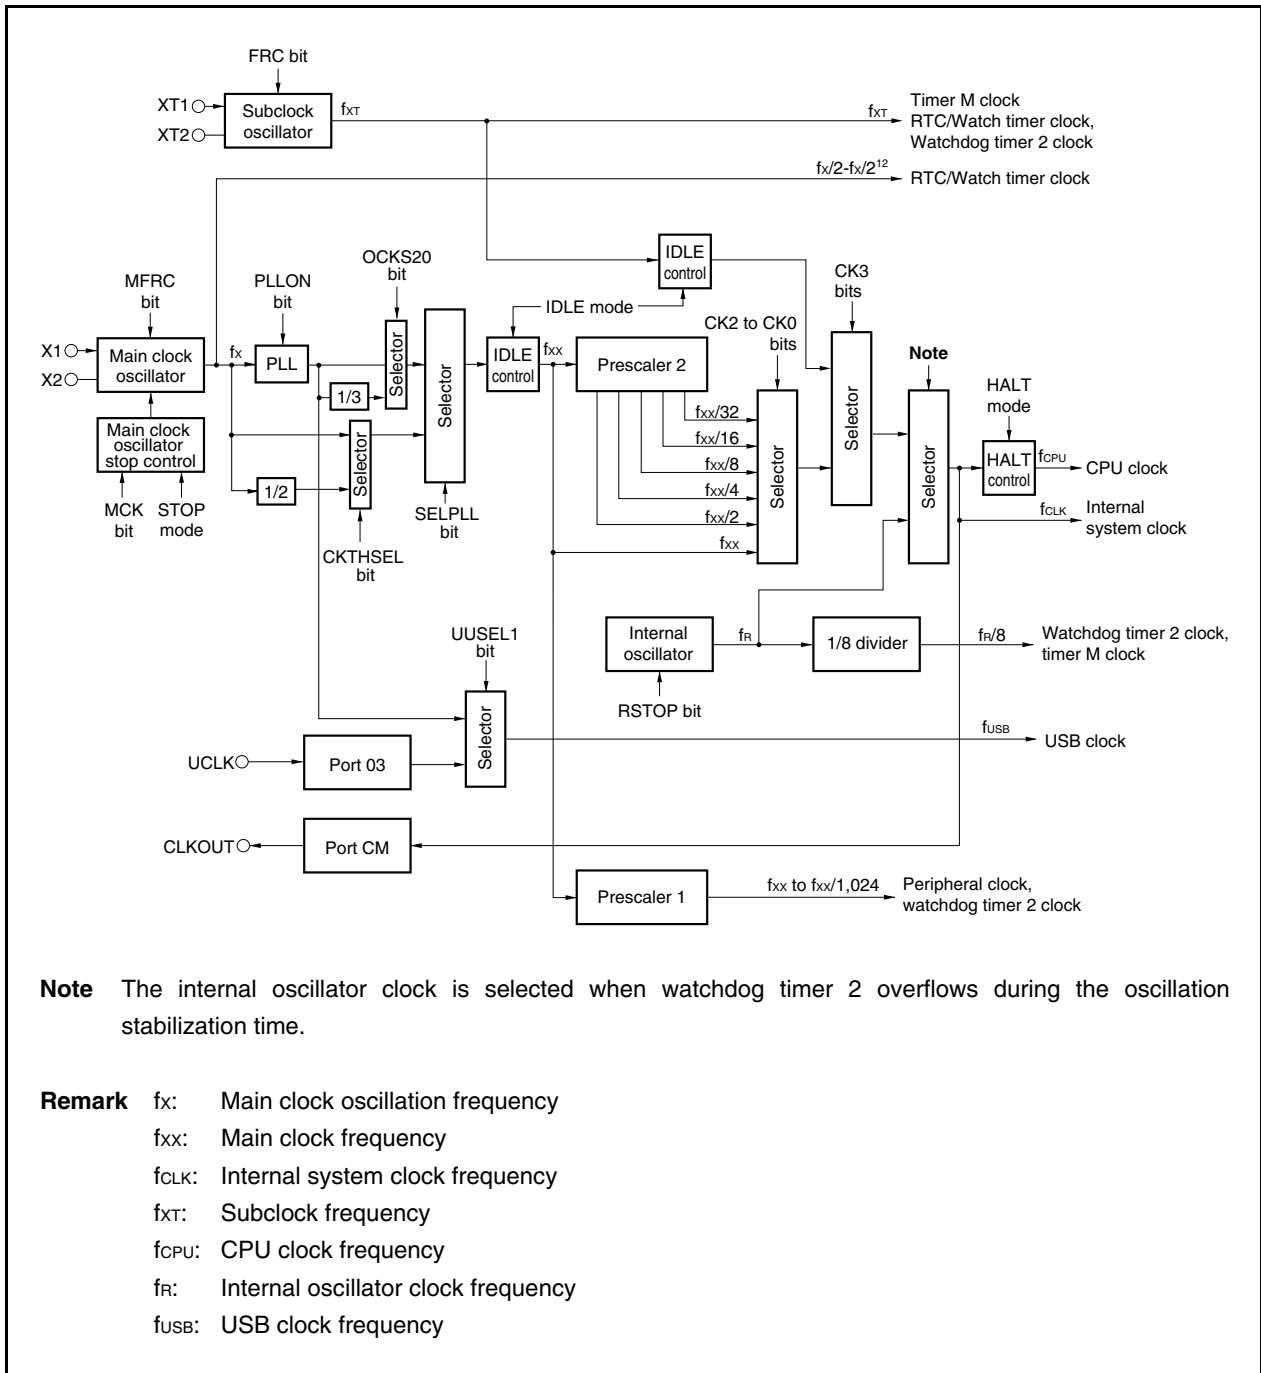 FRC bit
XT1
XT2
Subclock
oscillator
fXT
fXT
Timer M clock
RTC/Watch timer clock,
Watchdog timer 2 clock
fX/2-fX/2¹²
RTC/Watch timer clock
MFRC
bit
PLLON
bit
OCKS20
bit
IDLE
control
CK3
bits
IDLE mode
CK2 to CK0
bits
X1
X2
Main clock
oscillator
fX
PLL
1/3
Selector
Selector
IDLE
control
fXX
Prescaler 2
Selector
Note
HALT
mode
Main clock
oscillator
stop control
1/2
Selector
fXX/32
fXX/16
fXX/8
fXX/4
fXX/2
fXX
Selector
Selector
HALT
control
fCPU
CPU clock
MCK
bit
STOP
mode
CKTHSEL
bit
SELPLL
bit
fCLK
Internal
system clock
UUSEL1
bit
Internal
oscillator
fR
1/8 divider
fR/8
Watchdog timer 2 clock,
timer M clock
RSTOP bit
Selector
fUSB
USB clock
UCLK
Port 03
CLKOUT
Port CM
Prescaler 1
fXX to fXX/1,024
Peripheral clock,
watchdog timer 2 clock
Note The internal oscillator clock is selected when watchdog timer 2 overflows during the oscillation
stabilization time.
Remark fX: Main clock oscillation frequency
fXX: Main clock frequency
fCLK: Internal system clock frequency
fXT: Subclock frequency
fCPU: CPU clock frequency
fR: Internal oscillator clock frequency
fUSB: USB clock frequency